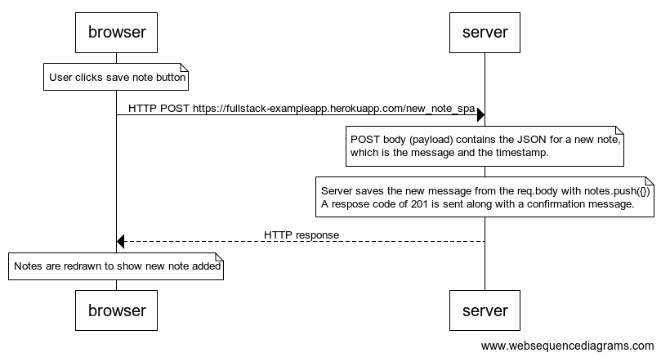 browser
server
User clicks save note button
HTTP POST https://fullstack-exampleapp.herokuapp.com/new_note_spa
POST body (payload) contains the JSON for a new note,
which is the message and the timestamp.
Server saves the new message from the req.body with notes.push({})
A respose code of 201 is sent along with a confirmation message.
HTTP response
Notes are redrawn to show new note added
browser
server
www.websequencediagrams.com